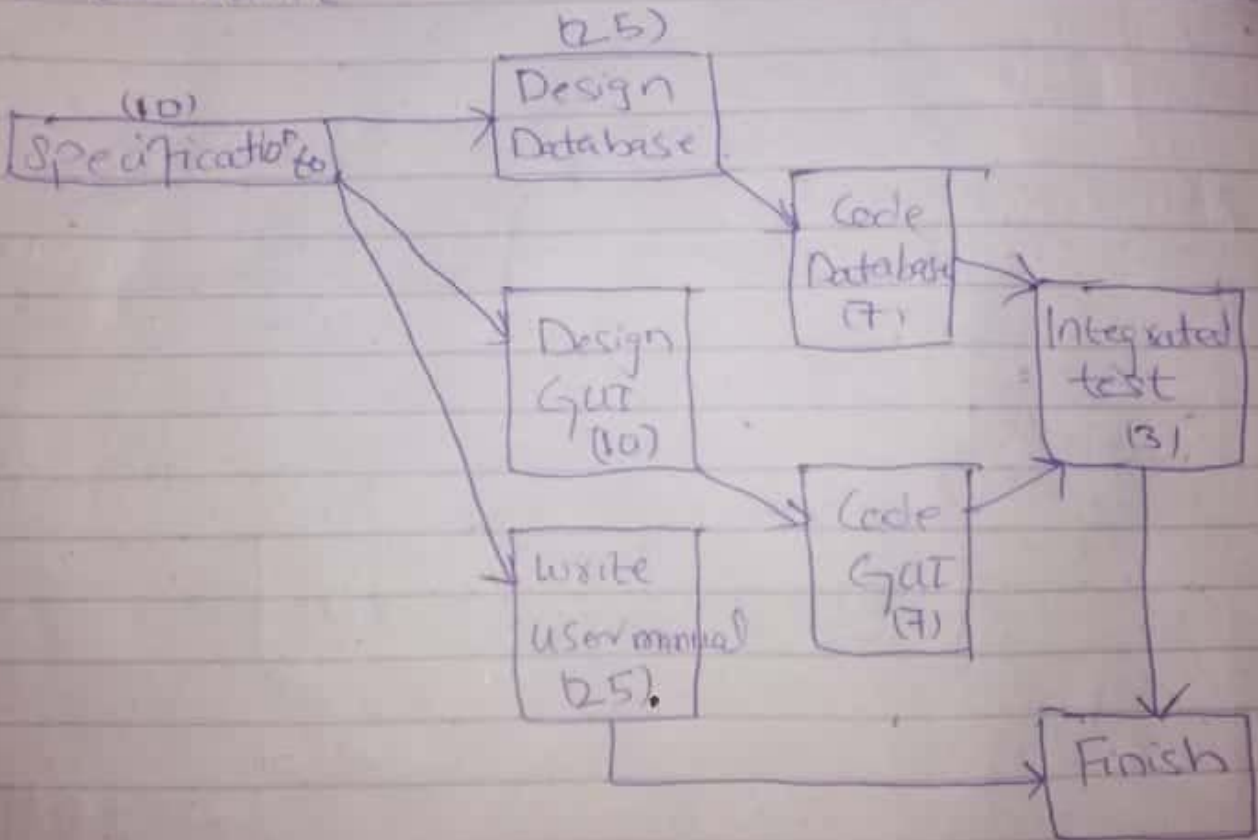 (25)
Design
Database
(10)
Specification
Code
Database
(7)
Design
GUI
(10)
Integrated
test
(3)
Code
GUI
(7)
Write
User manual
(25).
Finish